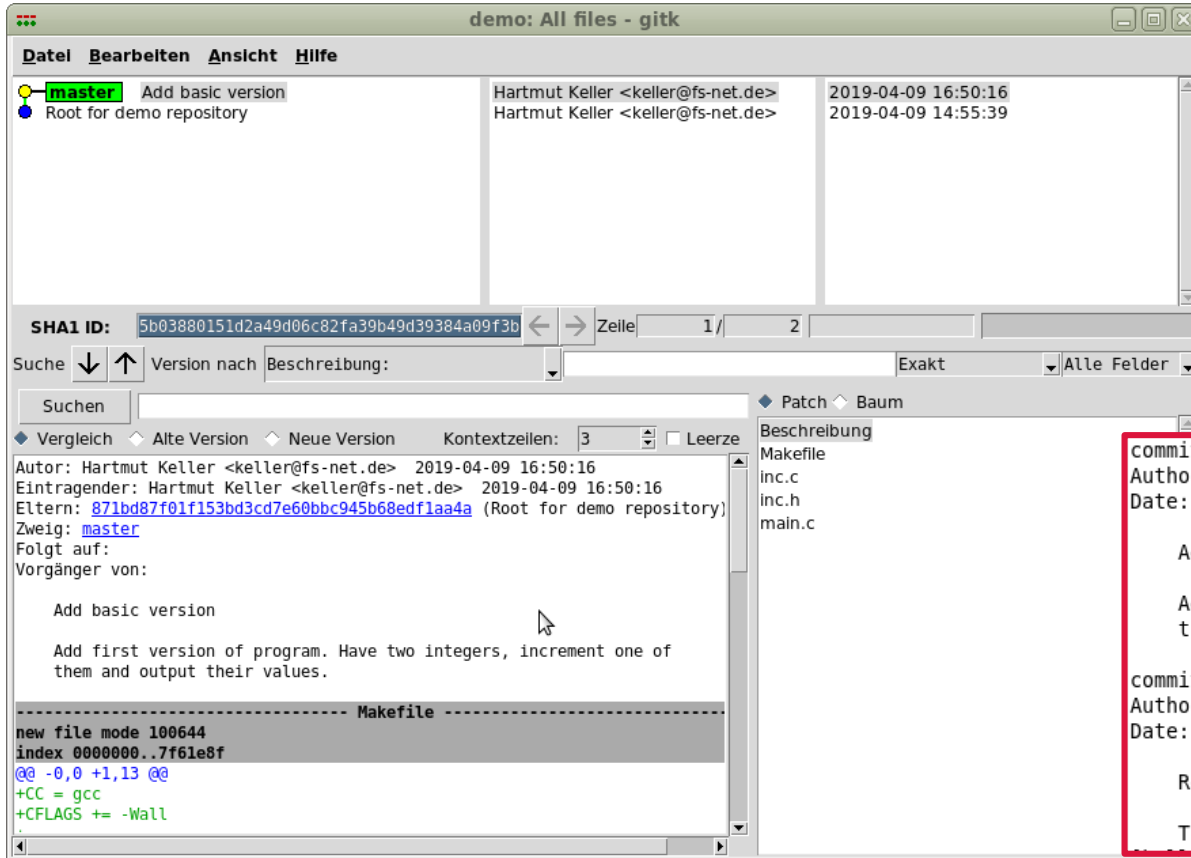 demo: All files - gitk
Datei Bearbeiten Ansicht Hilfe
master Add basic version Hartmut Keller <keller@fs-net.de> 2019-04-09 16:50:16
Root for demo repository Hartmut Keller <keller@fs-net.de> 2019-04-09 14:55:39
SHA1 ID: 5b03880151d2a49d06c82fa39b49d39384a09f3b Zeile 1/ 2
Suche Version nach Beschreibung: Exakt Alle Felder
Suchen
Vergleich Alte Version Neue Version Kontextzeilen: 3 Leerze
Autor: Hartmut Keller <keller@fs-net.de> 2019-04-09 16:50:16
Eintragender: Hartmut Keller <keller@fs-net.de> 2019-04-09 16:50:16
Eltern: 871bd87f01f153bd3cd7e60bbc945b68edf1aa4a (Root for demo repository)
Zweig: master
Folgt auf:
Vorgänger von:
Add basic version
Add first version of program. Have two integers, increment one of
them and output their values.
---------------------------------- Makefile -----------------------------
new file mode 100644
index 0000000..7f61e8f
@@ -0,0 +1,13 @@
+CC = gcc
+CFLAGS += -Wall
Patch Baum
Beschreibung
Makefile
inc.c
inc.h
main.c
commi
Autho
Date:
A
A
t
commi
Autho
Date:
R
T